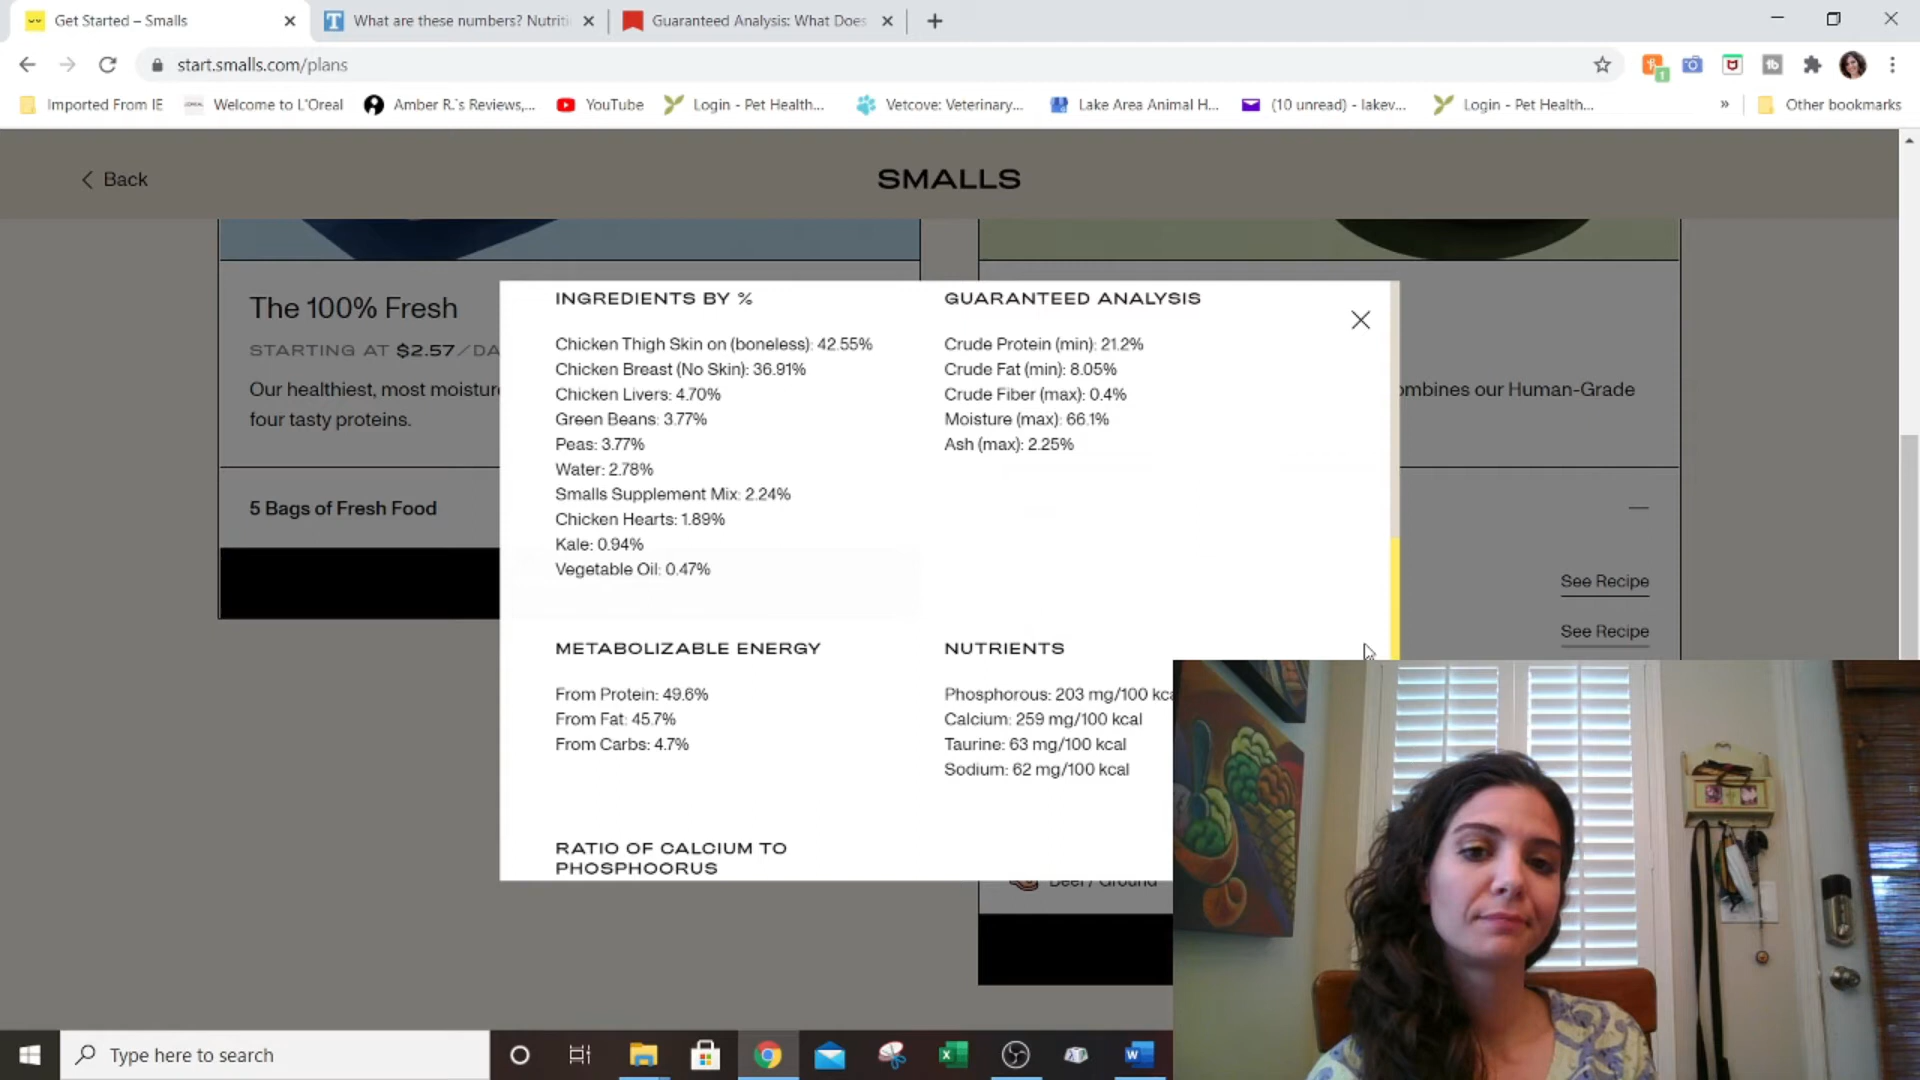 Get Started – Smalls
What are these numbers? Nutriti
Guaranteed Analysis: What Does
start.smalls.com/plans
Imported From IE
Welcome to L'Oreal
Amber R.'s Reviews,...
YouTube
Login - Pet Health...
Vetcove: Veterinary...
Lake Area Animal H...
(10 unread) - lakev...
Login - Pet Health...
»
Other bookmarks
Back
SMALLS
The 100% Fresh
STARTING AT $2.57/DA
Our healthiest, most moistur
four tasty proteins.
5 Bags of Fresh Food
INGREDIENTS BY %
Chicken Thigh Skin on (boneless): 42.55%
Chicken Breast (No Skin): 36.91%
Chicken Livers: 4.70%
Green Beans: 3.77%
Peas: 3.77%
Water: 2.78%
Smalls Supplement Mix: 2.24%
Chicken Hearts: 1.89%
Kale: 0.94%
Vegetable Oil: 0.47%
GUARANTEED ANALYSIS
Crude Protein (min): 21.2%
Crude Fat (min): 8.05%
Crude Fiber (max): 0.4%
Moisture (max): 66.1%
Ash (max): 2.25%
METABOLIZABLE ENERGY
From Protein: 49.6%
From Fat: 45.7%
From Carbs: 4.7%
NUTRIENTS
Phosphorous: 203 mg/100 kca
Calcium: 259 mg/100 kcal
Taurine: 63 mg/100 kcal
Sodium: 62 mg/100 kcal
RATIO OF CALCIUM TO
PHOSPHOORUS
ombines our Human-Grade
See Recipe
See Recipe
Beef / Ground
Type here to search